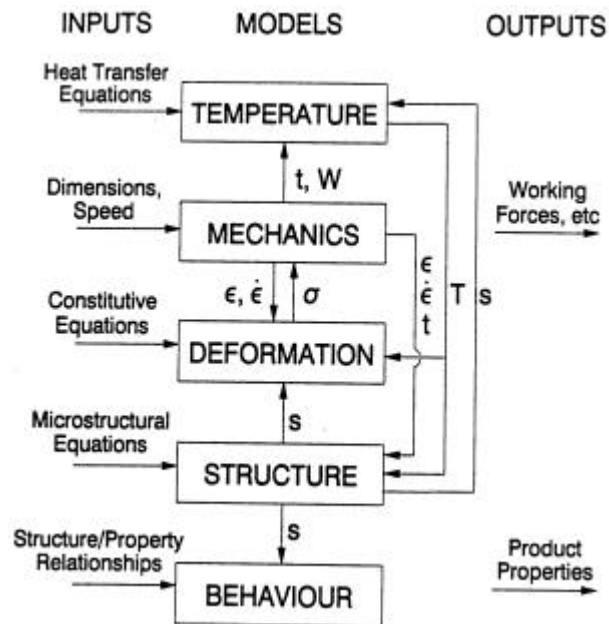 INPUTS MODELS OUTPUTS
Heat Transfer
Equations
TEMPERATURE
t, W
Dimensions,
Speed
MECHANICS
Working
Forces, etc
ϵ, ϵ̇ σ
ϵ
ϵ̇
t
T s
Constitutive
Equations
DEFORMATION
s
Microstructural
Equations
STRUCTURE
s
Structure/Property
Relationships
BEHAVIOUR
Product
Properties